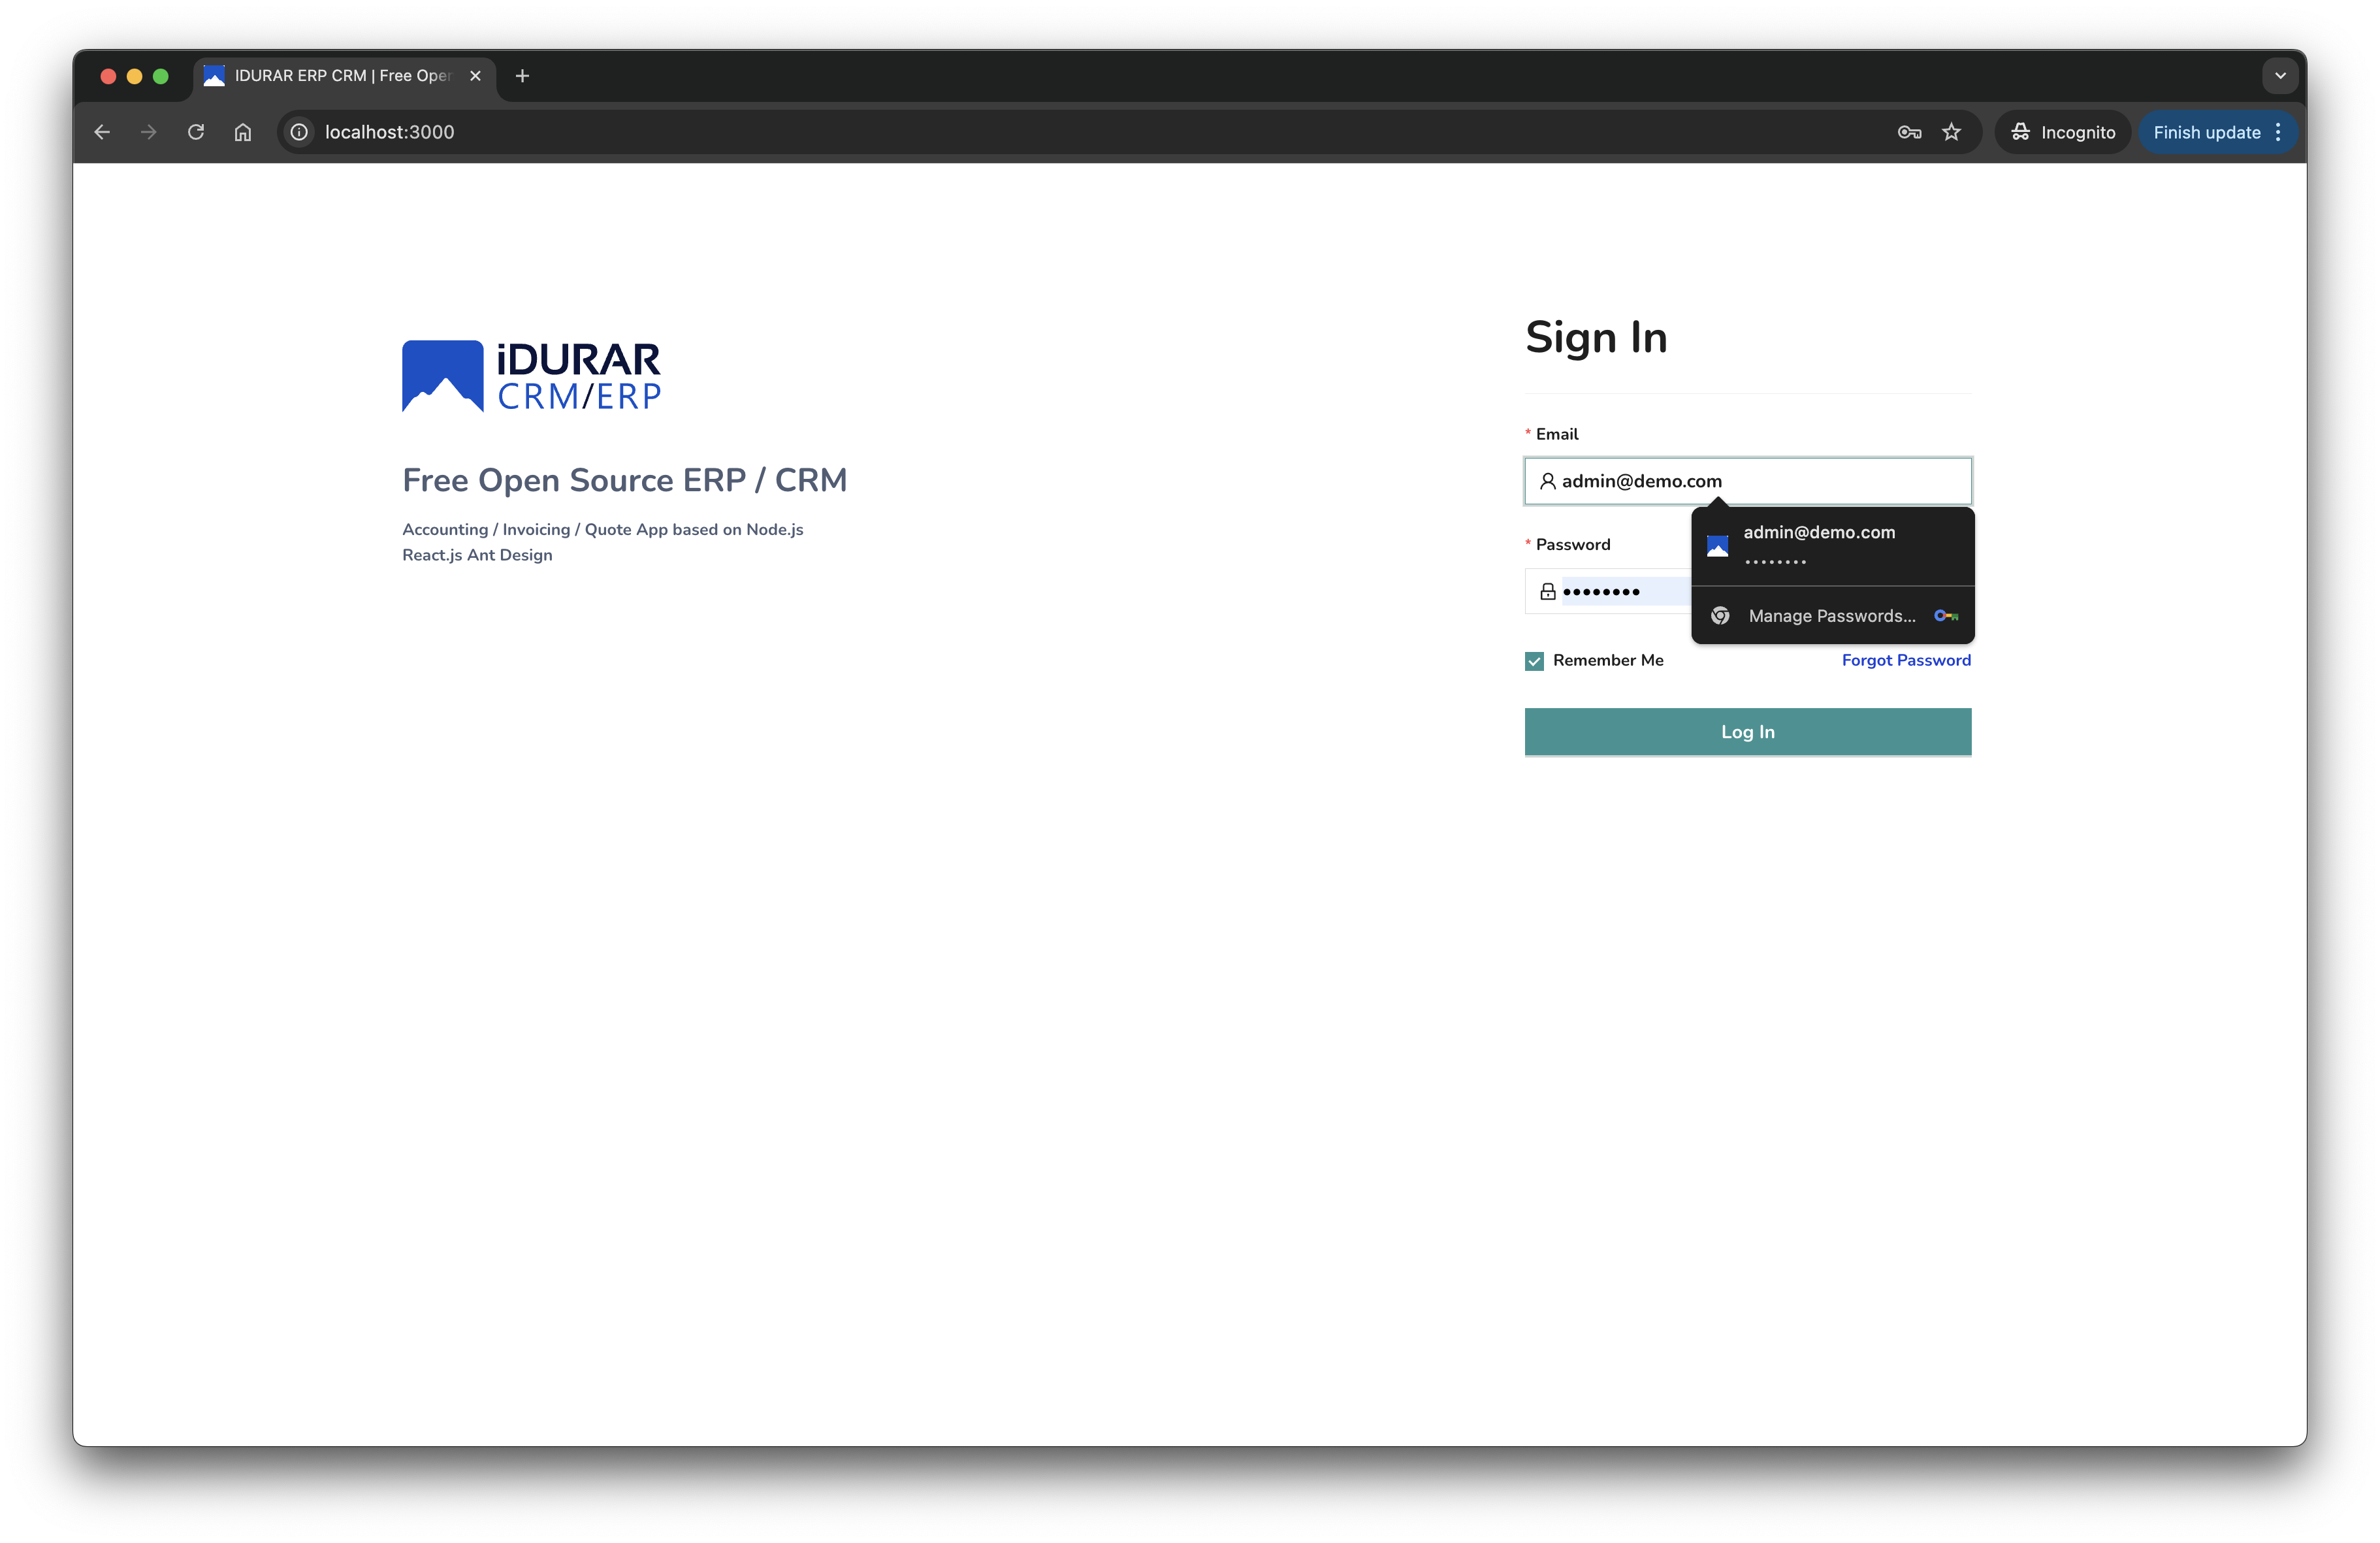 IDURAR ERP CRM | Free Open
localhost:3000
Incognito
Finish update
iDURAR
CRM/ERP
Free Open Source ERP / CRM
Accounting / Invoicing / Quote App based on Node.js
React.js Ant Design
Sign In
* Email
admin@demo.com
admin@demo.com
••••••••
* Password
••••••••
Manage Passwords...
Remember Me
Forgot Password
Log In